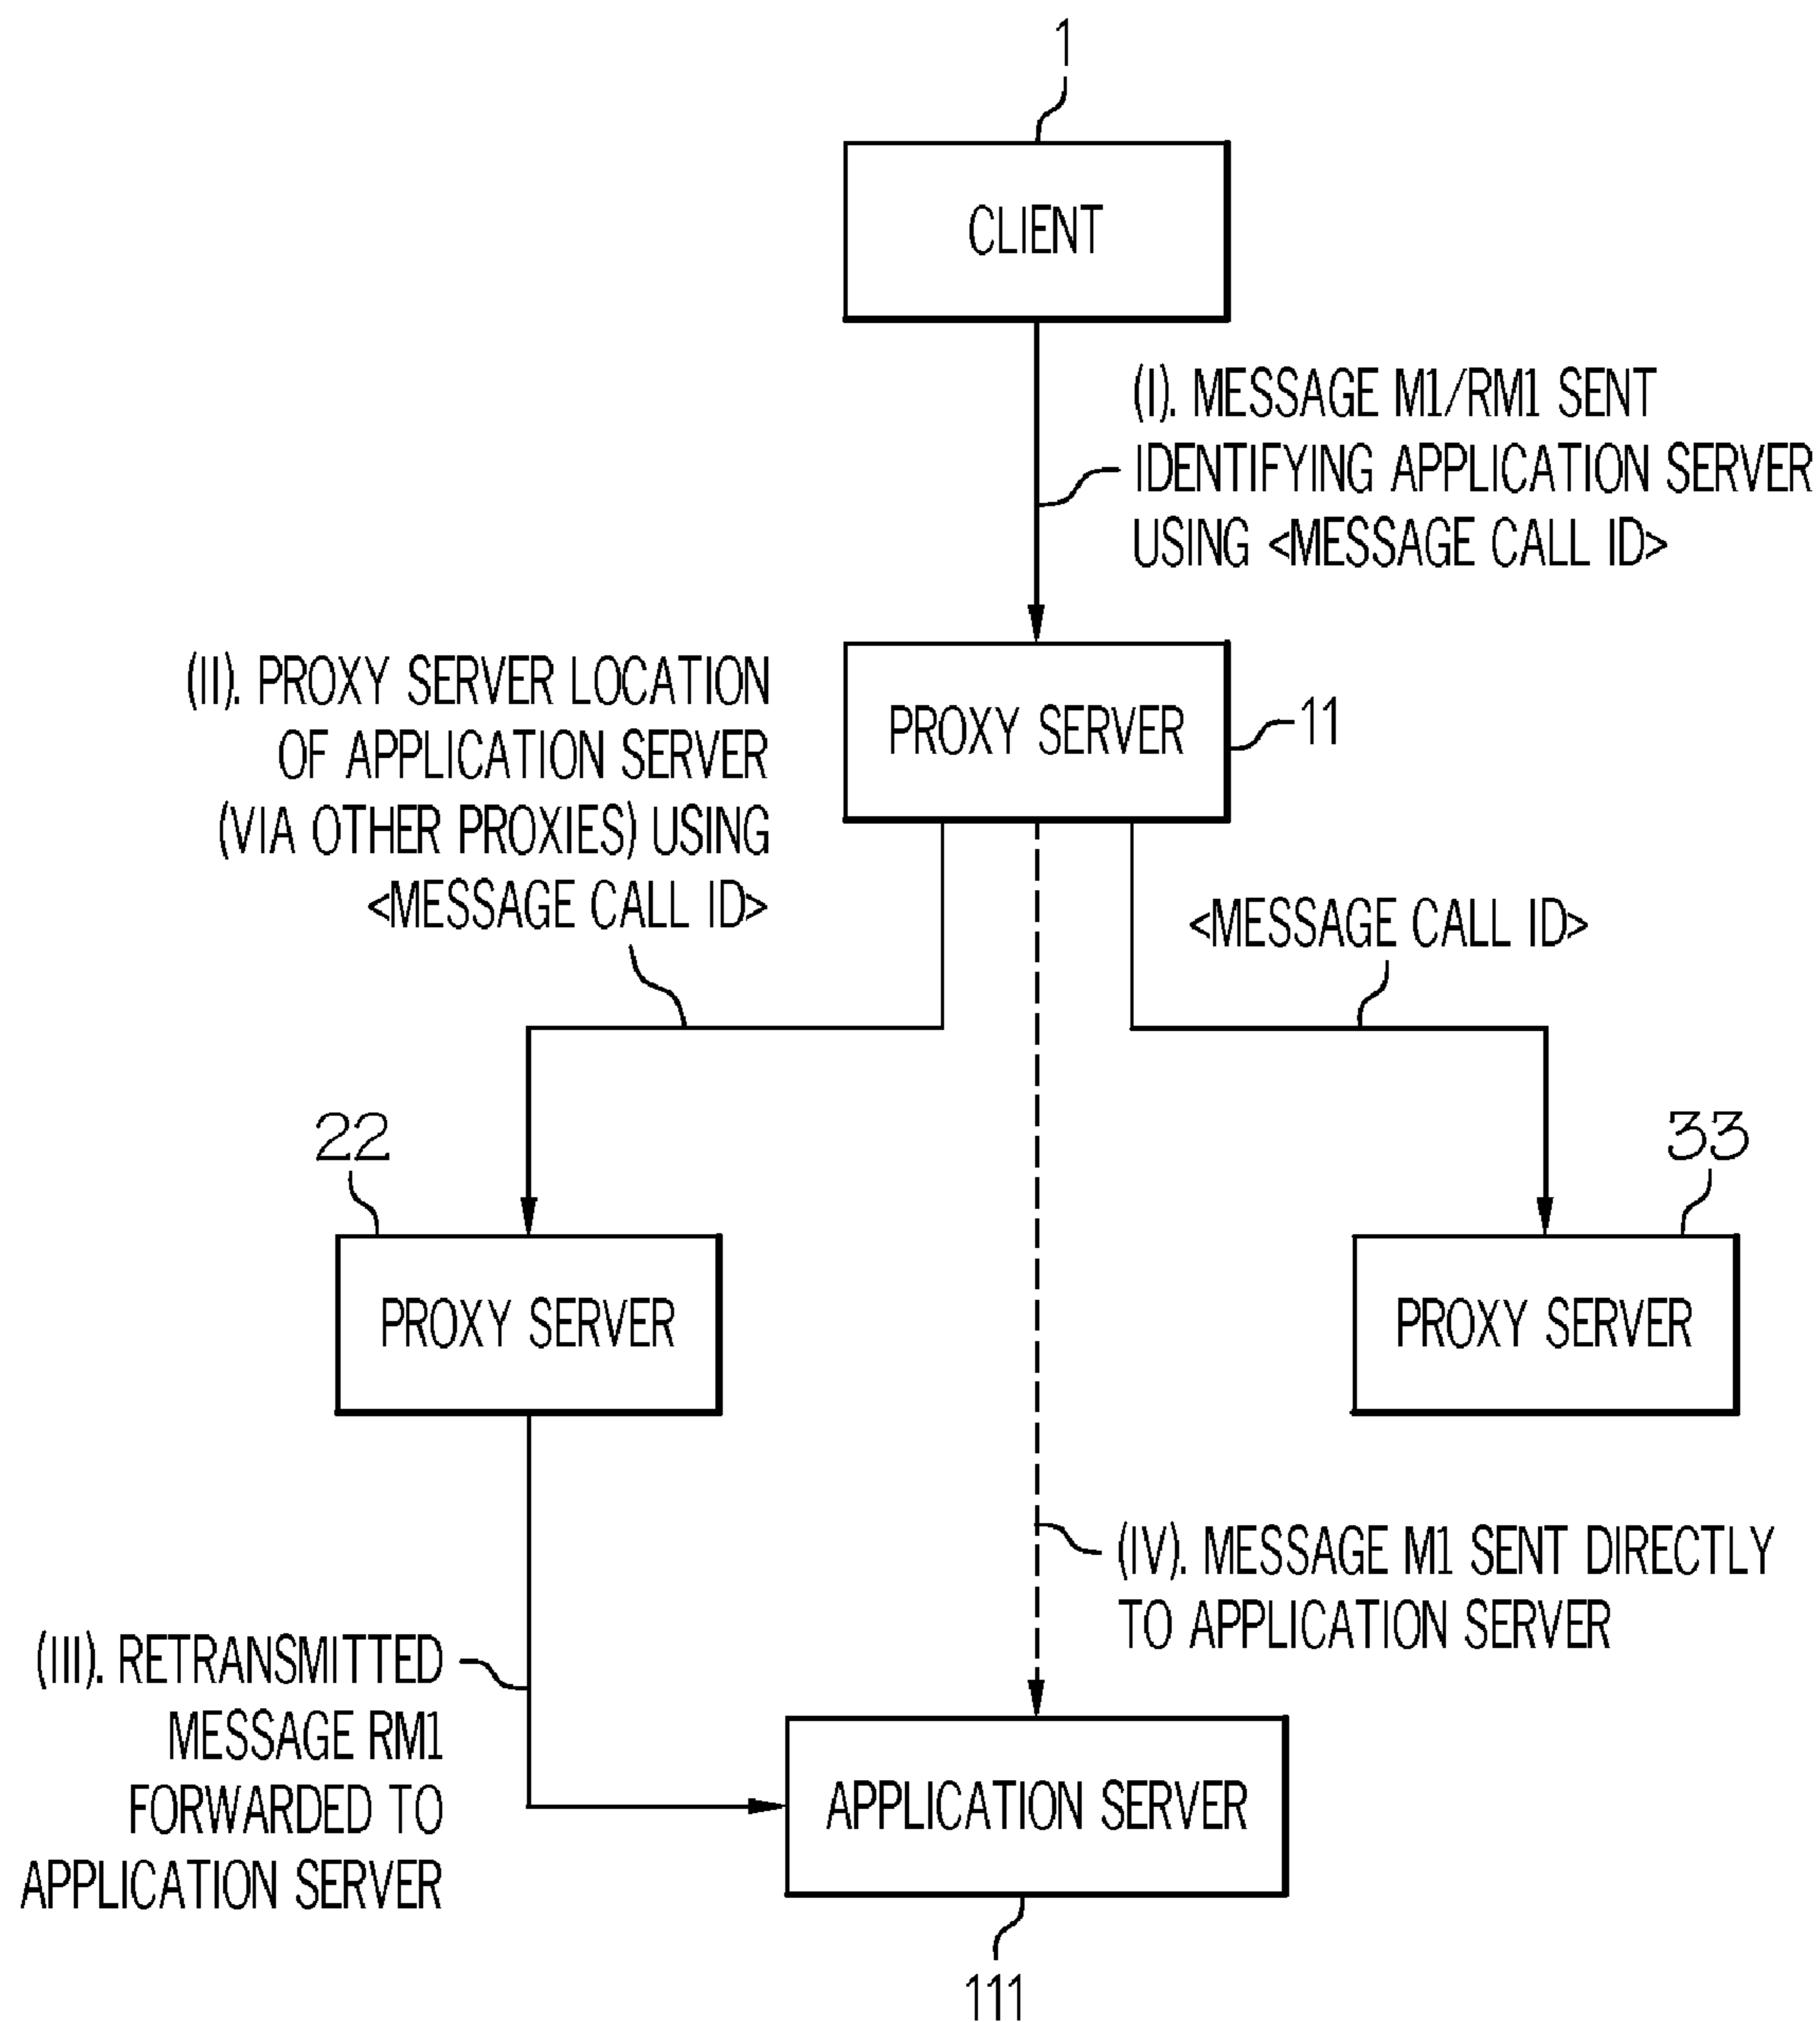 1
CLIENT
(I). MESSAGE M1/RM1 SENT
IDENTIFYING APPLICATION SERVER
USING <MESSAGE CALL ID>
(II). PROXY SERVER LOCATION
OF APPLICATION SERVER
(VIA OTHER PROXIES) USING
<MESSAGE CALL ID>
PROXY SERVER
11
<MESSAGE CALL ID>
22
33
PROXY SERVER
PROXY SERVER
(IV). MESSAGE M1 SENT DIRECTLY
TO APPLICATION SERVER
(III). RETRANSMITTED
MESSAGE RM1
FORWARDED TO
APPLICATION SERVER
APPLICATION SERVER
111